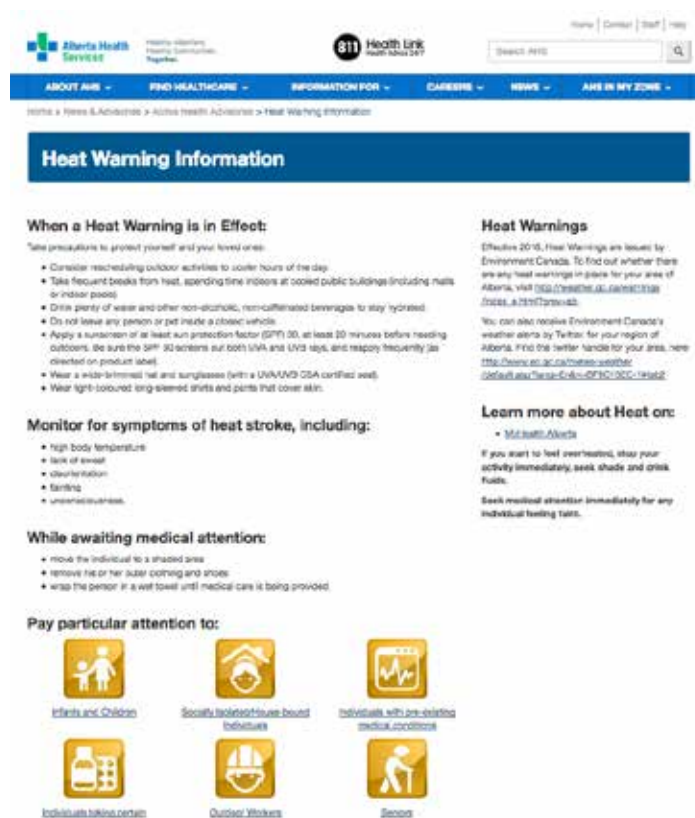 Home | Contact | Staff | Help
Alberta Health
Services
Healthy Albertans.
Healthy Communities.
Together.
811 Health Link
Health Advice 24/7
Search AHS
ABOUT AHS
FIND HEALTHCARE
INFORMATION FOR
CAREERS
NEWS
AHS IN MY ZONE
Home > News & Advisories > Active Health Advisories > Heat Warning Information
Heat Warning Information
When a Heat Warning is in Effect:
Take precautions to protect yourself and your loved ones:
• Consider rescheduling outdoor activities to cooler hours of the day.
• Take frequent breaks from heat, spending time indoors at cooled public buildings (including malls
or indoor pools)
• Drink plenty of water and other non-alcoholic, non-caffeinated beverages to stay hydrated.
• Do not leave any person or pet inside a closed vehicle.
• Apply a sunscreen of at least sun protection factor (SPF) 30, at least 20 minutes before heading
outdoors. Be sure the SPF 30 screens out both UVA and UVB rays, and reapply frequently (as
directed on product label).
• Wear a wide-brimmed hat and sunglasses (with a UVA/UVB CSA certified seal).
• Wear light-coloured long-sleeved shirts and pants that cover skin.
Monitor for symptoms of heat stroke, including:
• high body temperature
• lack of sweat
• disorientation
• fainting
• unconsciousness.
While awaiting medical attention:
• move the individual to a shaded area
• remove his or her outer clothing and shoes
• wrap the person in a wet towel until medical care is being provided
Pay particular attention to:
Infants and Children
Socially Isolated/House-bound
Individuals
Individuals with pre-existing
medical conditions
Individuals taking certain
Outdoor Workers
Seniors
Heat Warnings
Effective 2016, Heat Warnings are issued by
Environment Canada. To find out whether there
are any heat warnings in place for your area of
Alberta, visit http://weather.gc.ca/warnings
You can also receive Environment Canada's
weather alerts by Twitter, for your region of
Alberta. Find the twitter handle for your area, here
Learn more about Heat on:
• MyHealth.Alberta
If you start to feel overheated, stop your
activity immediately, seek shade and drink
fluids.
Seek medical attention immediately for any
individual feeling faint.